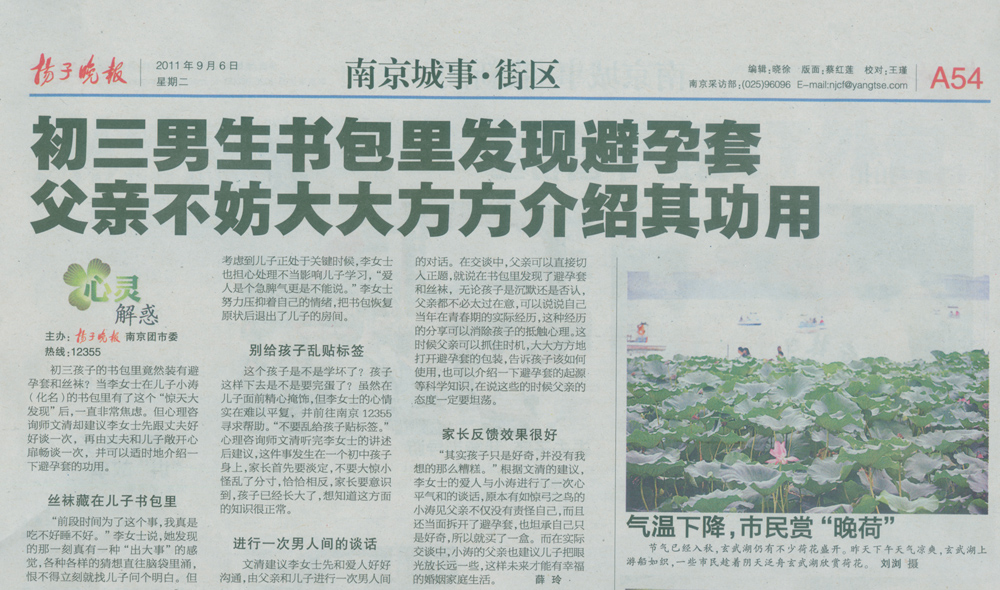 扬子晚报
2011年9月6日
星期二
南京城事·街区
编辑:晓徐 版面:蔡红莲 校对:王瑾
南京采访部:(025)96096 E-mail:njcf@yangtse.com
A54
初三男生书包里发现避孕套
父亲不妨大大方方介绍其功用
心灵
解惑
主办:扬子晚报 南京团市委
热线:12355
初三孩子的书包里竟然装有避
孕套和丝袜?当李女士在儿子小涛
(化名)的书包里有了这个“惊天大
发现”后,一直非常焦虑。但心理咨
询师文清却建议李女士先跟丈夫好
好谈一次,再由丈夫和儿子敞开心
扉畅谈一次,并可以适时地介绍一
下避孕套的功用。
丝袜藏在儿子书包里
“前段时间为了这个事,我真是
吃不好睡不好。”李女士说,她发现
的那一刻真有一种“出大事”的感
觉,各种各样的猜想直往脑袋里涌,
恨不得立刻就找儿子问个明白。但
考虑到儿子正处于关键时候,李女士
也担心处理不当影响儿子学习,“爱
人是个急脾气更是不能说。”李女士
努力压抑着自己的情绪,把书包恢复
原状后退出了儿子的房间。
别给孩子乱贴标签
这个孩子是不是学坏了?孩子
这样下去是不是要完蛋了?虽然在
儿子面前精心掩饰,但李女士的心情
实在难以平复,并前往南京12355
寻求帮助。“不要乱给孩子贴标签。”
心理咨询师文清听完李女士的讲述
后建议,这件事发生在一个初中孩子
身上,家长首先要淡定,不要大惊小
怪乱了分寸,恰恰相反,家长要意识
到,孩子已经长大了,想知道这方面
的知识很正常。
进行一次男人间的谈话
文清建议李女士先和爱人好好
沟通,由父亲和儿子进行一次男人间
的对话。在交谈中,父亲可以直接切
入正题,就说在书包里发现了避孕套
和丝袜,无论孩子是沉默还是否认,
父亲都不必太过在意,可以说说自己
当年在青春期的实际经历,这种经历
的分享可以消除孩子的抵触心理。这
时候父亲可以抓住时机,大大方方地
打开避孕套的包装,告诉孩子该如何
使用,也可以介绍一下避孕套的起源
等科学知识,在说这些的时候父亲的
态度一定要坦荡。
家长反馈效果很好
“其实孩子只是好奇,并没有我
想的那么糟糕。”根据文清的建议,
李女士的爱人与小涛进行了一次心
平气和的谈话,原本有如惊弓之鸟的
小涛见父亲不仅没有责怪自己,而且
还当面拆开了避孕套,也坦承自己只
是好奇,所以就买了一盒。而在实际
交谈中,小涛的父亲也建议儿子把眼
光放长远一些,这样未来才能有幸福
的婚姻家庭生活。 薛玲·
气温下降,市民赏“晚荷”
节气已经入秋,玄武湖仍有不少荷花盛开。昨天下午天气凉爽,玄武湖上
游船如织,一些市民趁着阴天泛舟玄武湖欣赏荷花。 刘浏 摄